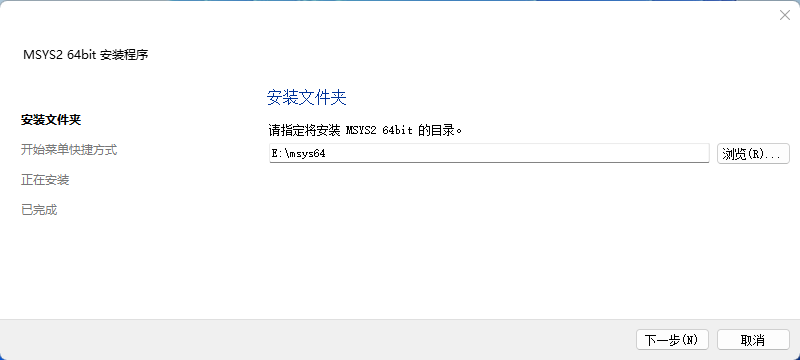 MSYS2 64bit 安装程序
安装文件夹
开始菜单快捷方式
正在安装
已完成
安装文件夹
请指定将安装 MSYS2 64bit 的目录。
E:\msys64
浏览(R)...
下一步(N)
取消